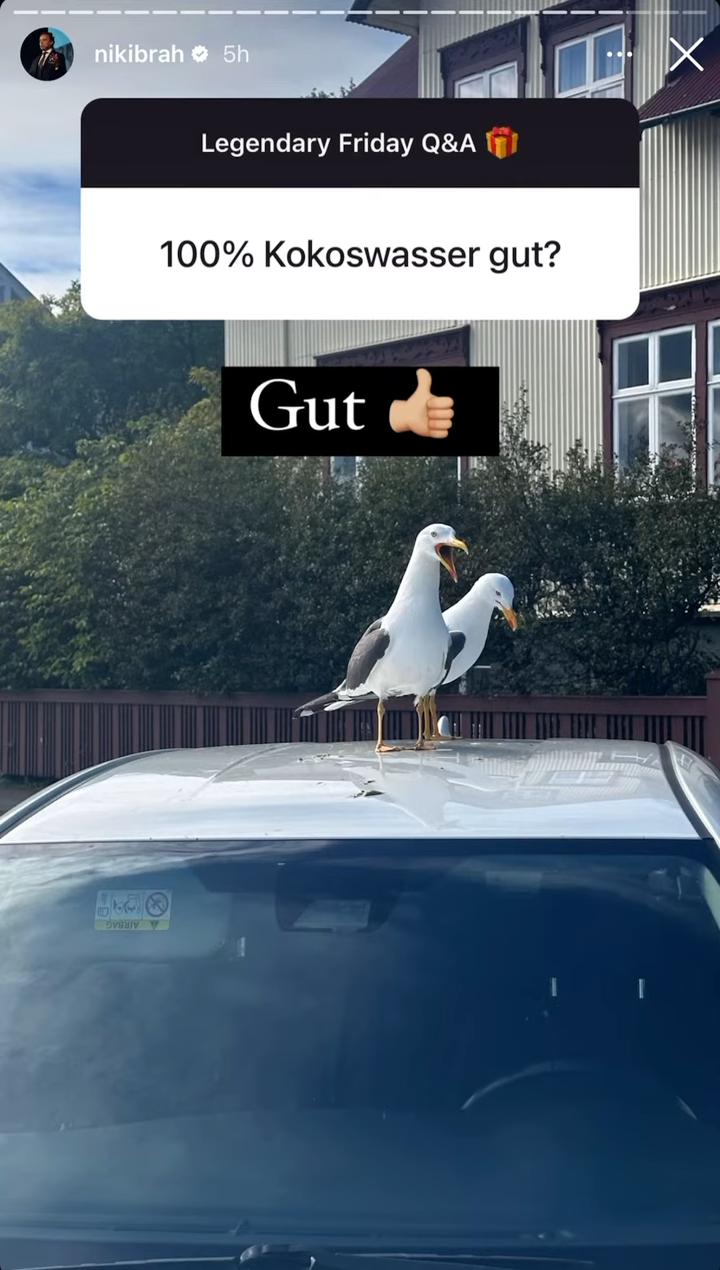 nikibrah 5h
Legendary Friday Q&A 🎁
100% Kokoswasser gut?
Gut 👍🏼
AIRBAG